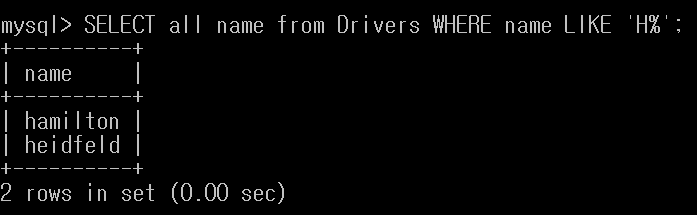 mysql> SELECT all name from Drivers WHERE name LIKE 'H%';
+----------+
| name     |
+----------+
| hamilton |
| heidfeld |
+----------+
2 rows in set (0.00 sec)